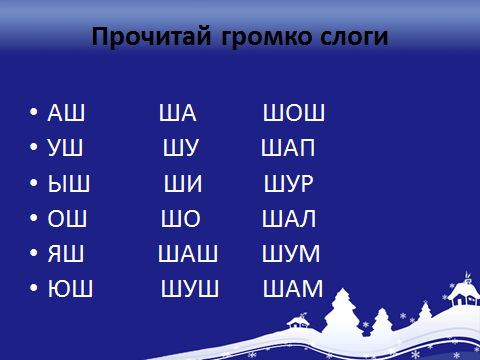 Прочитай громко слоги
• АШ ША ШОШ
• УШ ШУ ШАП
• ЫШ ШИ ШУР
• ОШ ШО ШАЛ
• ЯШ ШАШ ШУМ
• ЮШ ШУШ ШАМ